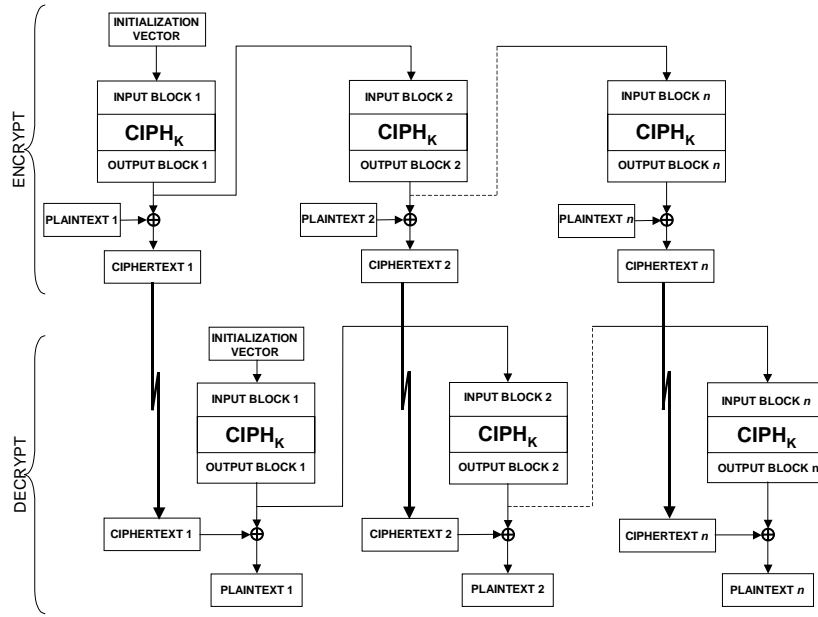 ENCRYPT
INITIALIZATION
VECTOR
INPUT BLOCK 1
CIPHK
OUTPUT BLOCK 1
PLAINTEXT 1
CIPHERTEXT 1
INPUT BLOCK 2
CIPHK
OUTPUT BLOCK 2
PLAINTEXT 2
CIPHERTEXT 2
INPUT BLOCK n
CIPHK
OUTPUT BLOCK n
PLAINTEXT n
CIPHERTEXT n
DECRYPT
INITIALIZATION
VECTOR
INPUT BLOCK 1
CIPHK
OUTPUT BLOCK 1
CIPHERTEXT 1
PLAINTEXT 1
INPUT BLOCK 2
CIPHK
OUTPUT BLOCK 2
CIPHERTEXT 2
PLAINTEXT 2
INPUT BLOCK n
CIPHK
OUTPUT BLOCK n
CIPHERTEXT n
PLAINTEXT n